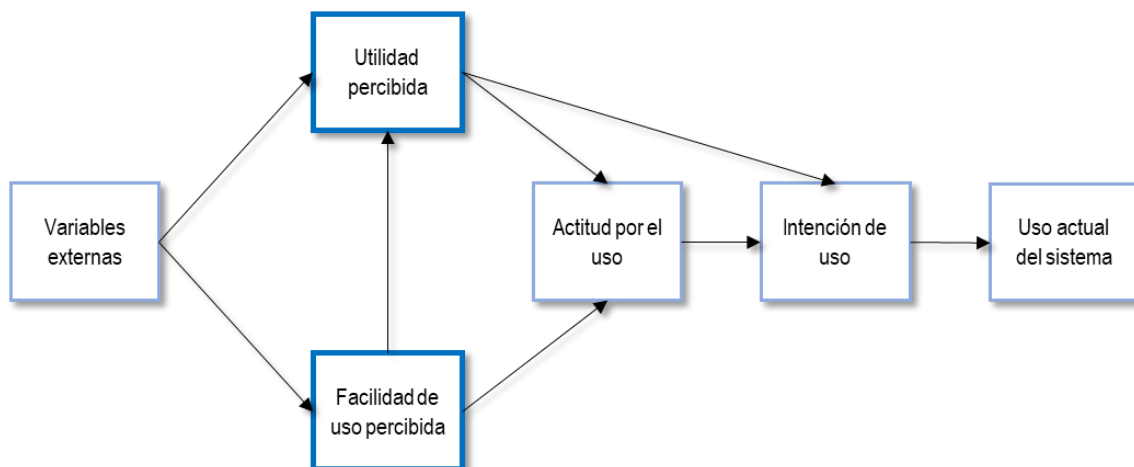 Utilidad
percibida
Variables
externas
Actitud por el
uso
Intención de
uso
Uso actual
del sistema
Facilidad de
uso percibida